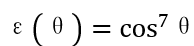 ε ( θ ) = cos⁷ θ